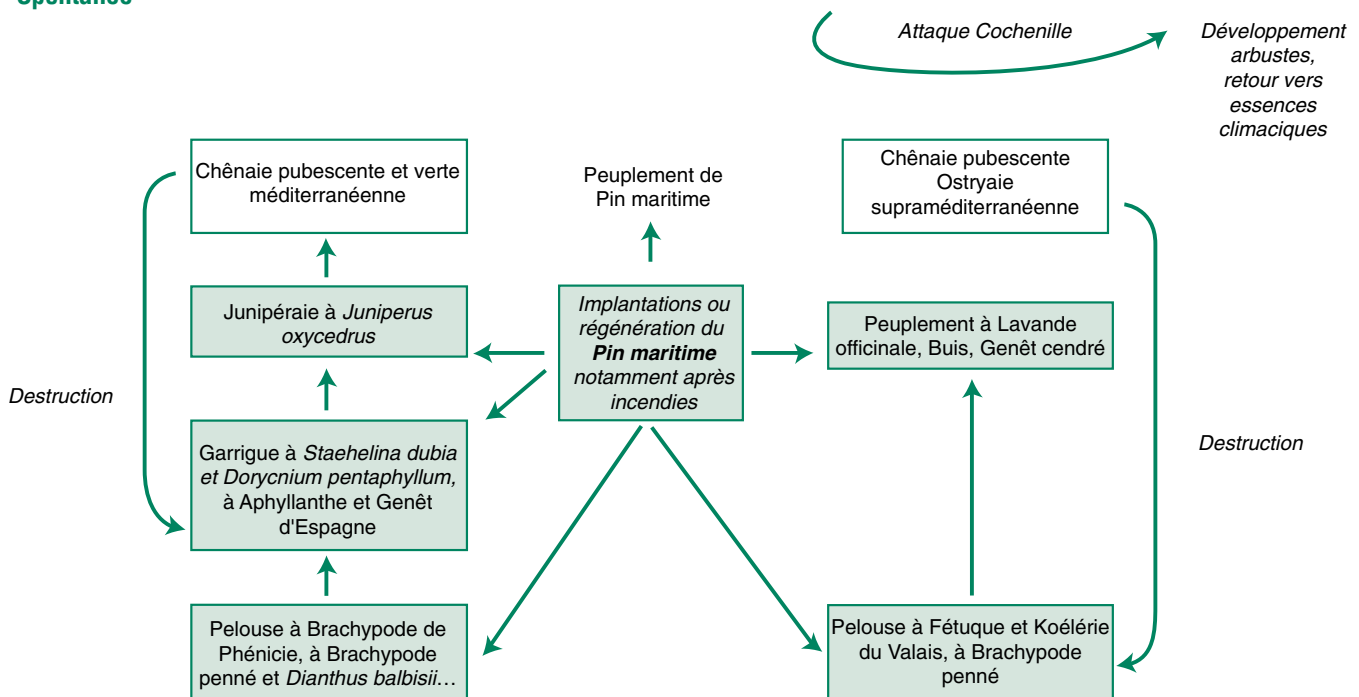 Spontanée
Attaque Cochenille
Développement
arbustes,
retour vers
essences
climaciques
Chênaie pubescente et verte
méditerranéenne
Peuplement de
Pin maritime
Chênaie pubescente
Ostryaie
supraméditerranéenne
Junipéraie à Juniperus
oxycedrus
Implantations ou
régénération du
Pin maritime
notamment après
incendies
Peuplement à Lavande
officinale, Buis, Genêt cendré
Destruction
Garrigue à Staehelina dubia
et Dorycnium pentaphyllum,
à Aphyllanthe et Genêt
d'Espagne
Destruction
Pelouse à Brachypode de
Phénicie, à Brachypode
penné et Dianthus balbisii…
Pelouse à Fétuque et Koélérie
du Valais, à Brachypode
penné